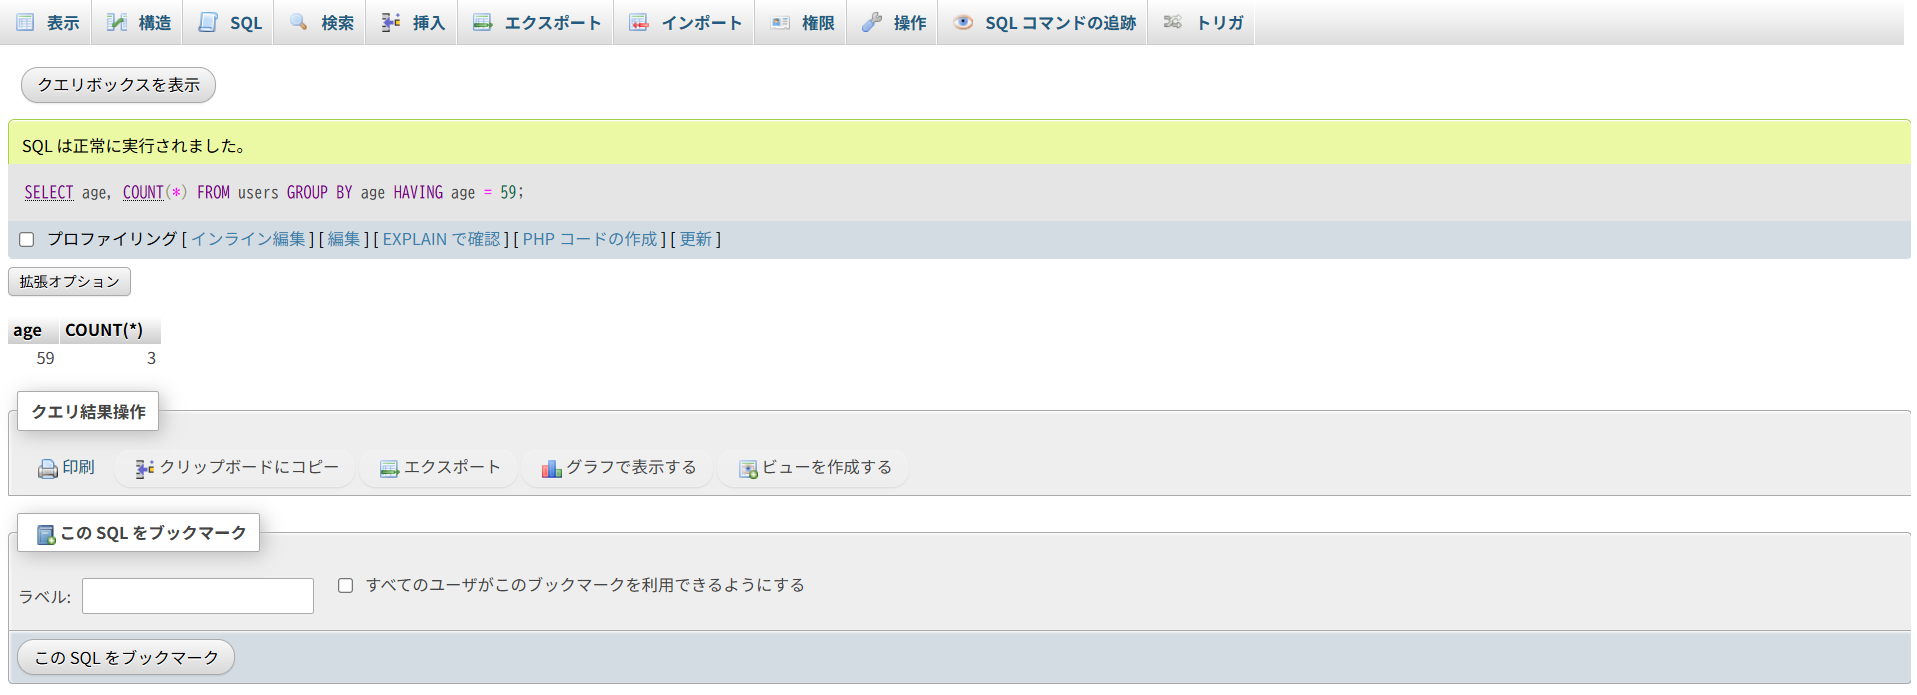 表示 構造 SQL 検索 挿入 エクスポート インポート 権限 操作 SQL コマンドの追跡 トリガ
クエリボックスを表示
SQL は正常に実行されました。
SELECT age, COUNT(*) FROM users GROUP BY age HAVING age = 59;
プロファイリング [ インライン編集 ] [ 編集 ] [ EXPLAIN で確認 ] [ PHP コードの作成 ] [ 更新 ]
拡張オプション
age COUNT(*)
59 3
クエリ結果操作
印刷 クリップボードにコピー エクスポート グラフで表示する ビューを作成する
この SQL をブックマーク
ラベル: すべてのユーザがこのブックマークを利用できるようにする
この SQL をブックマーク